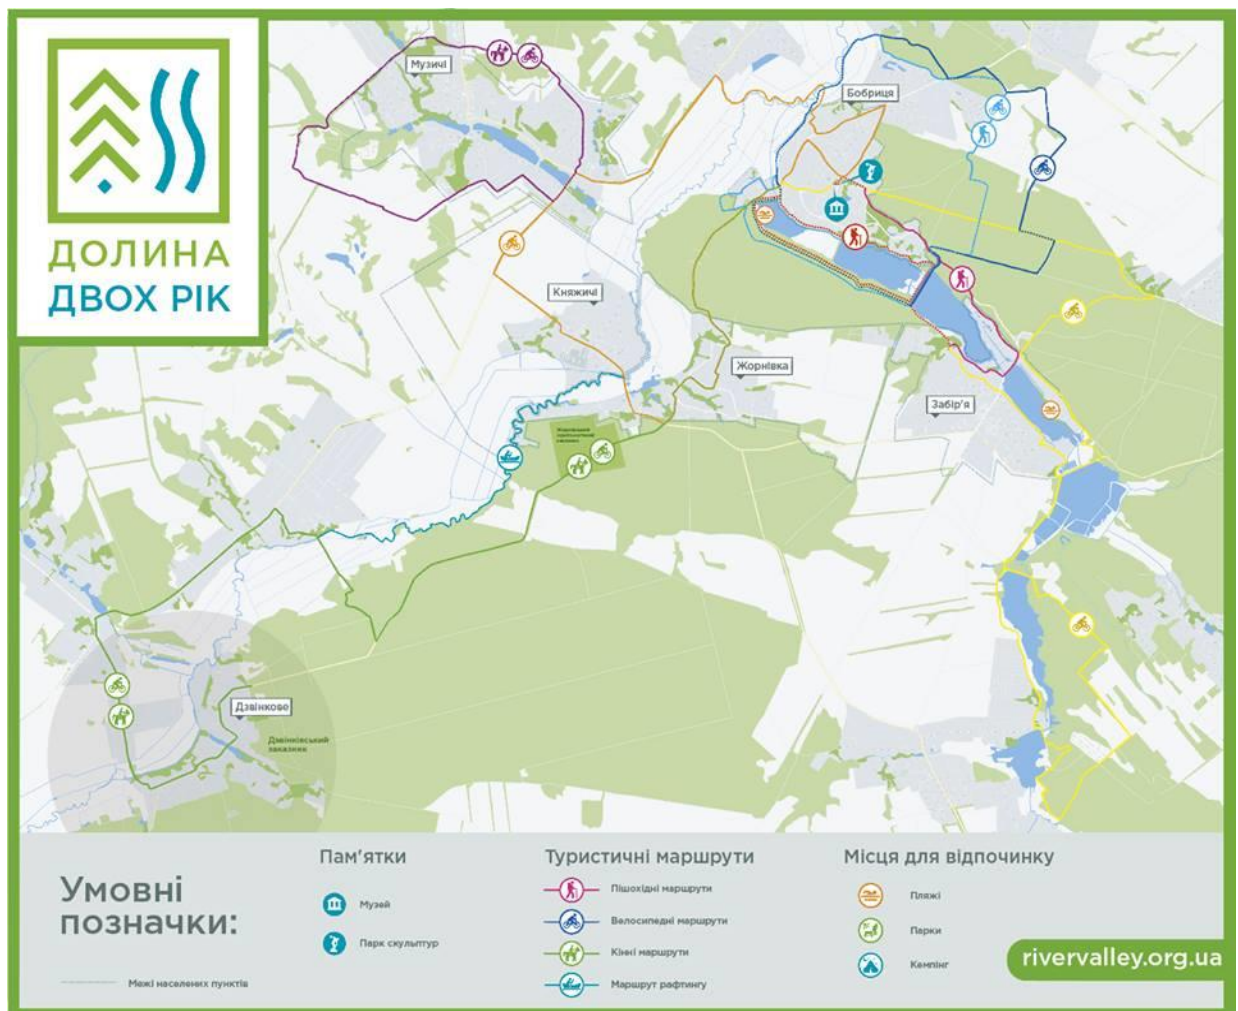 ДОЛИНА
ДВОХ РІК
Музичі
Бобриця
Княжичі
Жорнівка
Забір'я
Дзвінкове
Дзвінківський
заказник
Умовні
позначки:
Межі населених пунктів
Пам'ятки
Музей
Парк скульптур
Туристичні маршрути
Пішохідні маршрути
Велосипедні маршрути
Кінні маршрути
Маршрут рафтингу
Місця для відпочинку
Пляжі
Парки
Кемпінг
rivervalley.org.ua